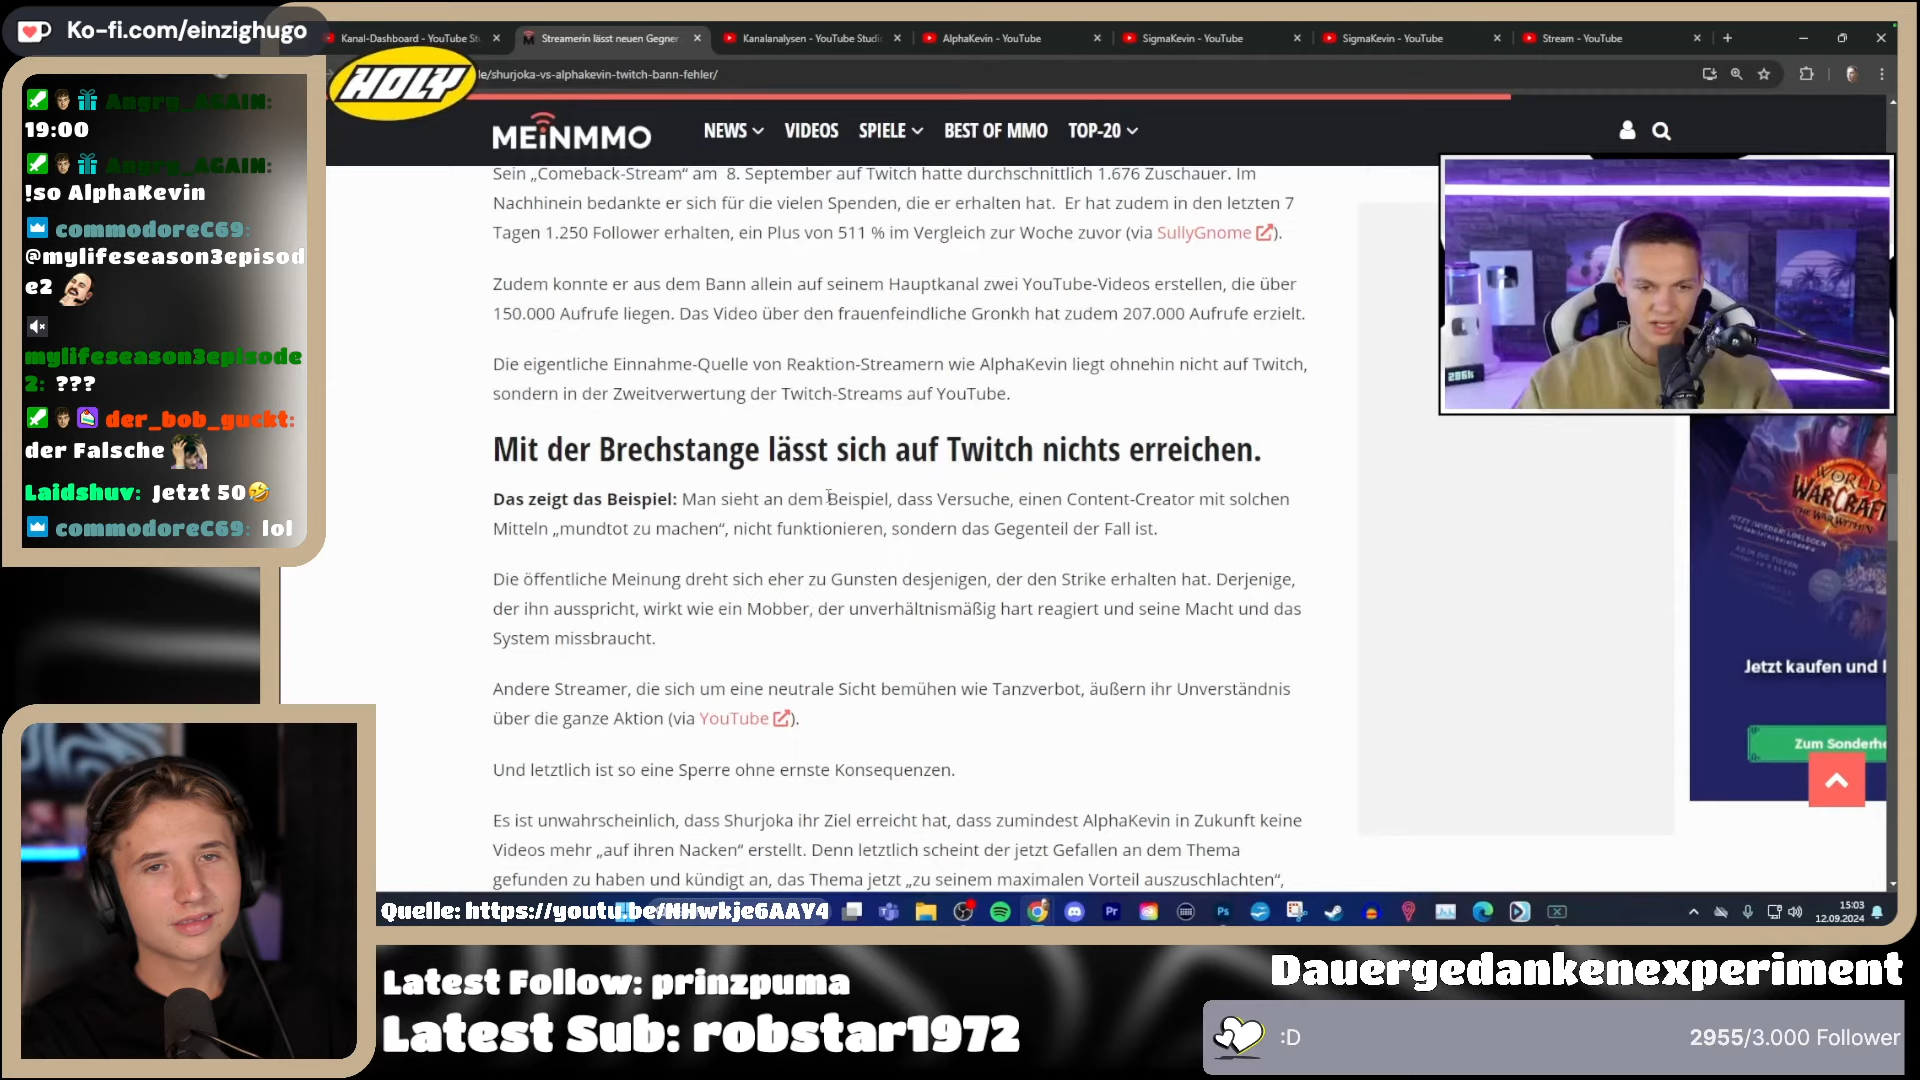 Ko-fi.com/einzighugo
Kanal-Dashboard - YouTube St
Streamerin lässt neuen Gegner
Kanalanalysen - YouTube Studi
AlphaKevin - YouTube
SigmaKevin - YouTube
SigmaKevin - YouTube
Stream - YouTube
HOLY
le/shurjoka-vs-alphakevin-twitch-bann-fehler/
MEiNMMO
NEWS
VIDEOS
SPIELE
BEST OF MMO
TOP-20
Angry_AGAIN:
19:00
Angry_AGAIN:
!so AlphaKevin
commodoreC69:
@mylifeseason3episod
e2
mylifeseason3episode
2: ???
der_bob_guckt:
der Falsche
Laidshuv: Jetzt 50🤣
commodoreC69: lol
Sein „Comeback-Stream“ am 8. September auf Twitch hatte durchschnittlich 1.676 Zuschauer. Im
Nachhinein bedankte er sich für die vielen Spenden, die er erhalten hat. Er hat zudem in den letzten 7
Tagen 1.250 Follower erhalten, ein Plus von 511 % im Vergleich zur Woche zuvor (via SullyGnome).
Zudem konnte er aus dem Bann allein auf seinem Hauptkanal zwei YouTube-Videos erstellen, die über
150.000 Aufrufe liegen. Das Video über den frauenfeindliche Gronkh hat zudem 207.000 Aufrufe erzielt.
Die eigentliche Einnahme-Quelle von Reaktion-Streamern wie AlphaKevin liegt ohnehin nicht auf Twitch,
sondern in der Zweitverwertung der Twitch-Streams auf YouTube.
Mit der Brechstange lässt sich auf Twitch nichts erreichen.
Das zeigt das Beispiel: Man sieht an dem Beispiel, dass Versuche, einen Content-Creator mit solchen
Mitteln „mundtot zu machen“, nicht funktionieren, sondern das Gegenteil der Fall ist.
Die öffentliche Meinung dreht sich eher zu Gunsten desjenigen, der den Strike erhalten hat. Derjenige,
der ihn ausspricht, wirkt wie ein Mobber, der unverhältnismäßig hart reagiert und seine Macht und das
System missbraucht.
Andere Streamer, die sich um eine neutrale Sicht bemühen wie Tanzverbot, äußern ihr Unverständnis
über die ganze Aktion (via YouTube).
Und letztlich ist so eine Sperre ohne ernste Konsequenzen.
Es ist unwahrscheinlich, dass Shurjoka ihr Ziel erreicht hat, dass zumindest AlphaKevin in Zukunft keine
Videos mehr „auf ihren Nacken“ erstellt. Denn letztlich scheint der jetzt Gefallen an dem Thema
gefunden zu haben und kündigt an, das Thema jetzt „zu seinem maximalen Vorteil auszuschlachten“,
286k
WORLD
WARCRAFT
THE WAR WITHIN
Jetzt kaufen und
Zum Sonderhe
Quelle: https://youtu.be/NHwkje6AAY4
15:03
12.09.2024
Latest Follow: prinzpuma
Latest Sub: robstar1972
Dauergedankenexperiment
:D
2955/3.000 Follower